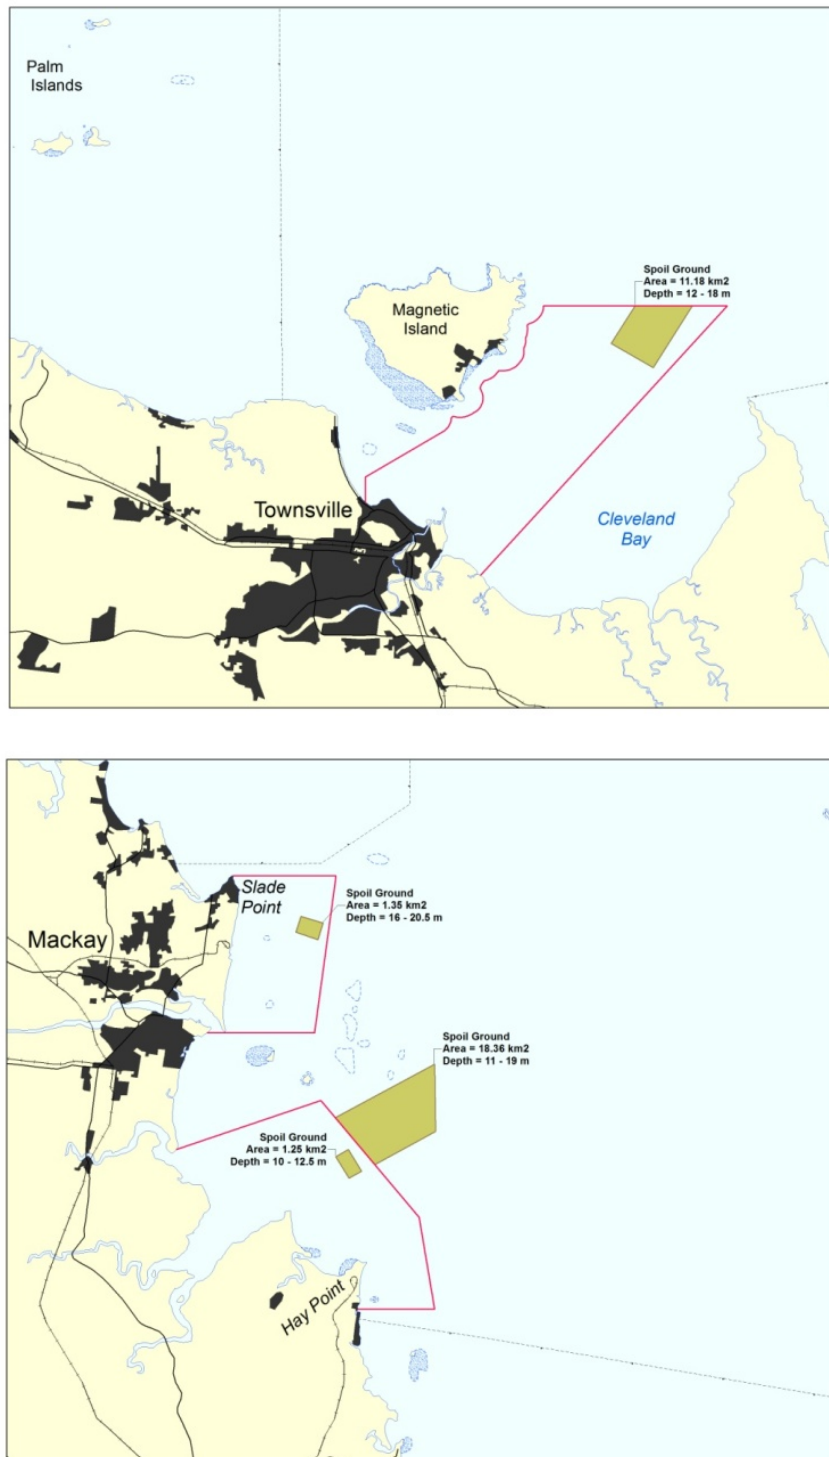 Palm
Islands
Spoil Ground
Area = 11.18 km2
Depth = 12 - 18 m
Magnetic
Island
Townsville
Cleveland
Bay
Slade
Point
Spoil Ground
Area = 1.35 km2
Depth = 16 - 20.5 m
Mackay
Spoil Ground
Area = 18.36 km2
Depth = 11 - 19 m
Spoil Ground
Area = 1.25 km2
Depth = 10 - 12.5 m
Hay Point